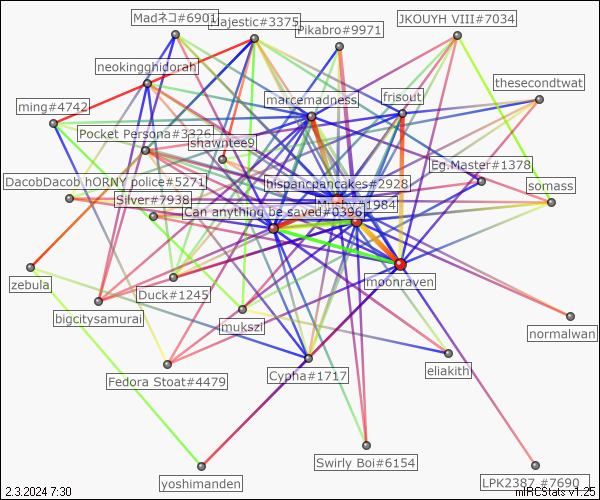 Madネコ#6901
Majestic#3375
Pikabro#9971
JKOUYH VIII#7034
neokingghidorah
thesecondtwat
marcemadness
frisout
ming#4742
Pocket Persona#3326
shawntee9
Eg.Master#1378
DacobDacob hORNY police#5271
hispancpancakes#2928
somass
Silver#7938
Mristy#1984
Can anything be saved#0396
zebula
moonraven
Duck#1245
bigcitysamurai
mukszi
normalwan
Fedora Stoat#4479
Cypha#1717
eliakith
Swirly Boi#6154
yoshimanden
LPK2387 #7690
2.3.2024 7:30
mIRCStats v1.25